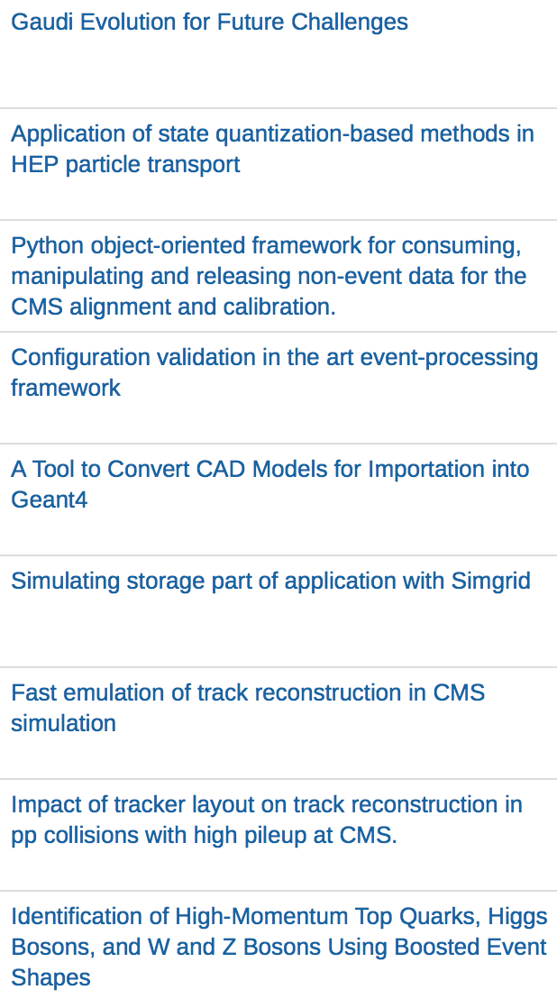 Gaudi Evolution for Future Challenges
Application of state quantization-based methods in
HEP particle transport
Python object-oriented framework for consuming,
manipulating and releasing non-event data for the
CMS alignment and calibration.
Configuration validation in the art event-processing
framework
A Tool to Convert CAD Models for Importation into
Geant4
Simulating storage part of application with Simgrid
Fast emulation of track reconstruction in CMS
simulation
Impact of tracker layout on track reconstruction in
pp collisions with high pileup at CMS.
Identification of High-Momentum Top Quarks, Higgs
Bosons, and W and Z Bosons Using Boosted Event
Shapes